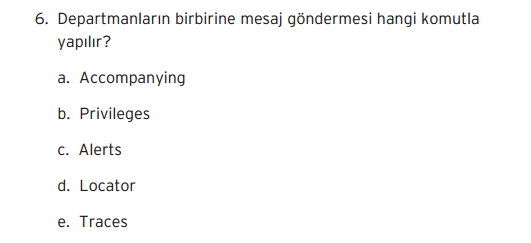 6. Departmanların birbirine mesaj göndermesi hangi komutla
yapılır?
a. Accompanying
b. Privileges
c. Alerts
d. Locator
e. Traces